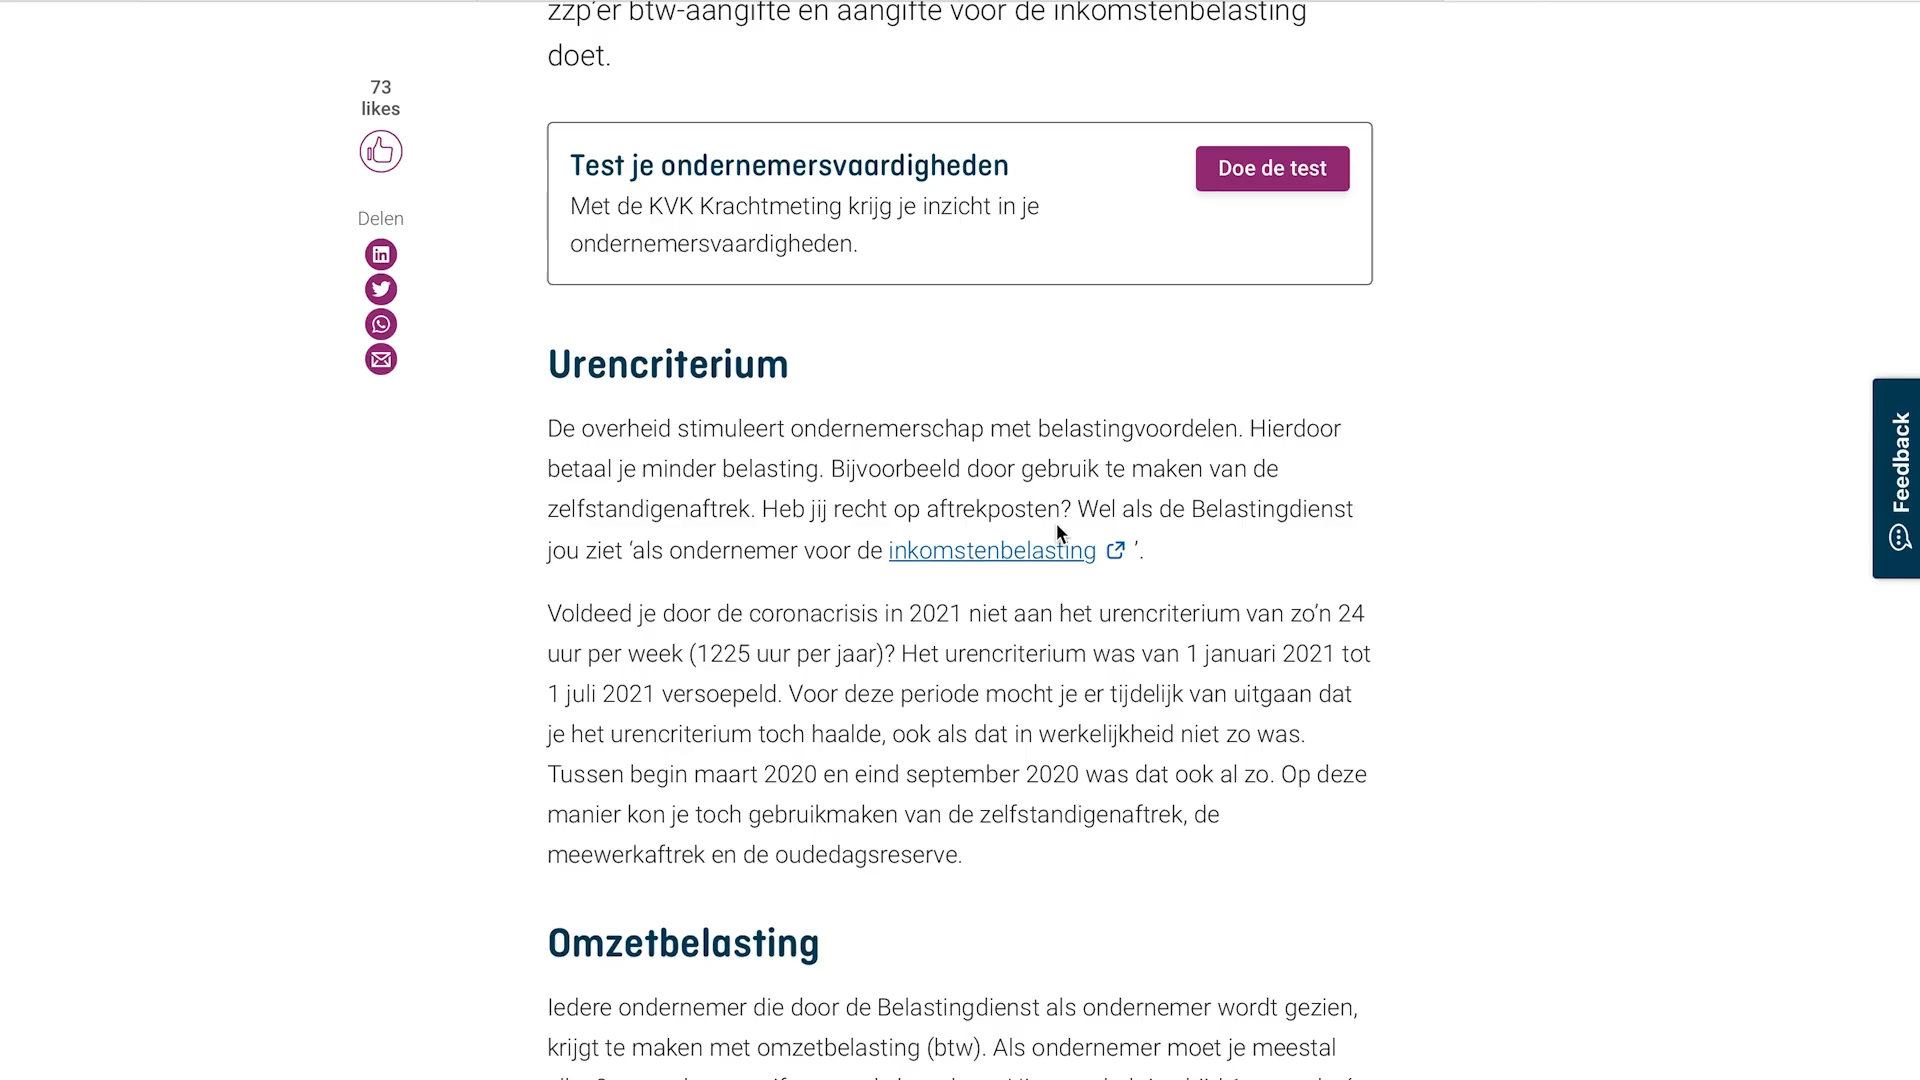 zzp'er btw-aangifte en aangifte voor de inkomstenbelasting
doet.
73
likes
Delen
Test je ondernemersvaardigheden
Doe de test
Met de KVK Krachtmeting krijg je inzicht in je
ondernemersvaardigheden.
Urencriterium
De overheid stimuleert ondernemerschap met belastingvoordelen. Hierdoor
betaal je minder belasting. Bijvoorbeeld door gebruik te maken van de
zelfstandigenaftrek. Heb jij recht op aftrekposten? Wel als de Belastingdienst
jou ziet ‘als ondernemer voor de inkomstenbelasting ’.
Voldeed je door de coronacrisis in 2021 niet aan het urencriterium van zo’n 24
uur per week (1225 uur per jaar)? Het urencriterium was van 1 januari 2021 tot
1 juli 2021 versoepeld. Voor deze periode mocht je er tijdelijk van uitgaan dat
je het urencriterium toch haalde, ook als dat in werkelijkheid niet zo was.
Tussen begin maart 2020 en eind september 2020 was dat ook al zo. Op deze
manier kon je toch gebruikmaken van de zelfstandigenaftrek, de
meewerkaftrek en de oudedagsreserve.
Omzetbelasting
Iedere ondernemer die door de Belastingdienst als ondernemer wordt gezien,
krijgt te maken met omzetbelasting (btw). Als ondernemer moet je meestal
Feedback